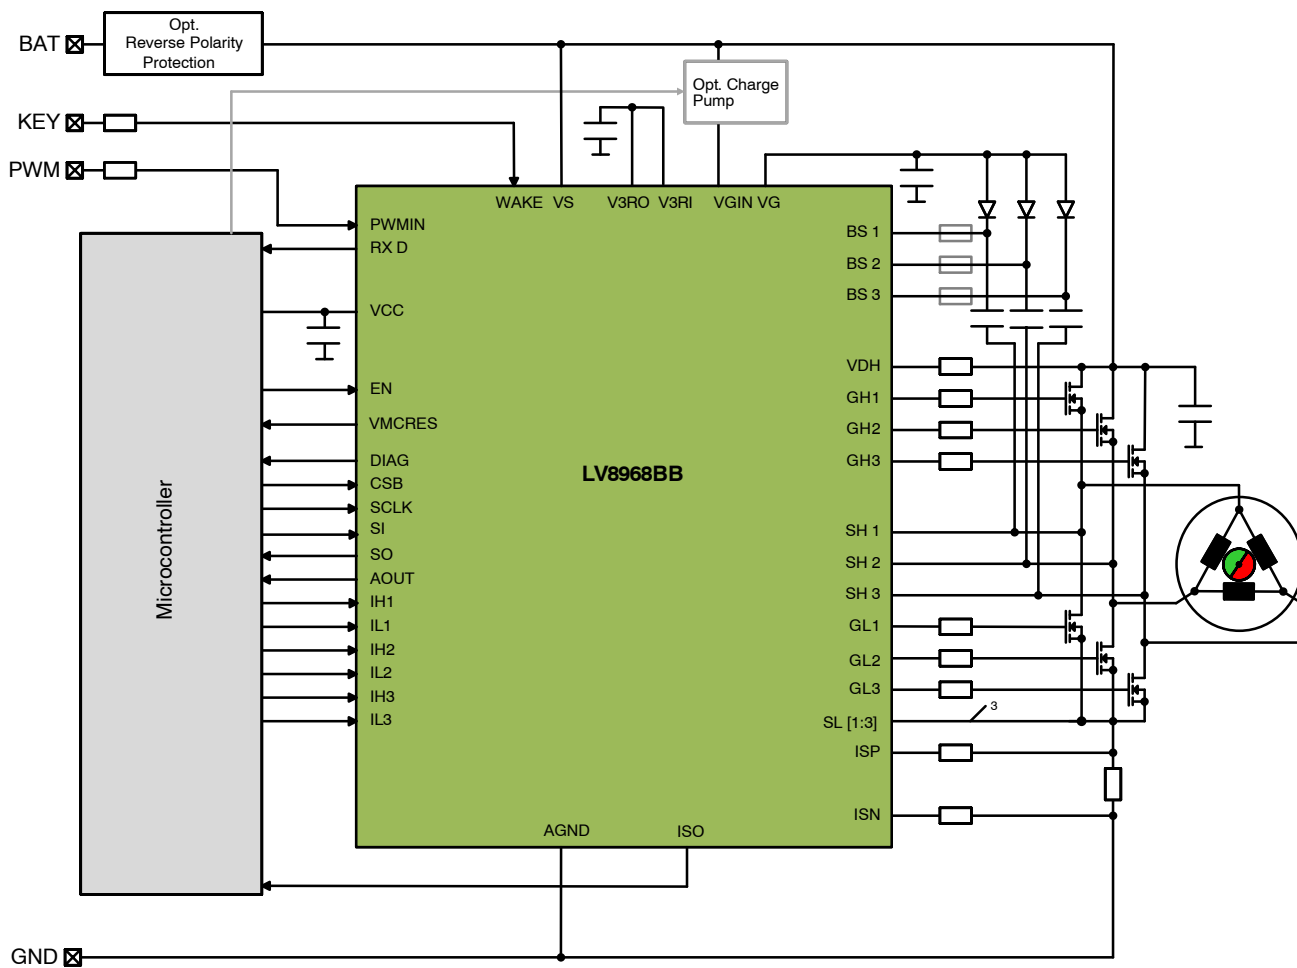 BAT
Opt.
Reverse Polarity
Protection
Opt. Charge
Pump
KEY
PWM
WAKE VS V3RO V3RI VGIN VG
PWMIN
RX D
VCC
EN
VMCRES
DIAG
CSB
SCLK
SI
SO
AOUT
IH1
IL1
IH2
IL2
IH3
IL3
Microcontroller
LV8968BB
BS 1
BS 2
BS 3
VDH
GH1
GH2
GH3
SH 1
SH 2
SH 3
GL1
GL2
GL3
SL [1:3]
3
ISP
ISN
AGND
ISO
GND